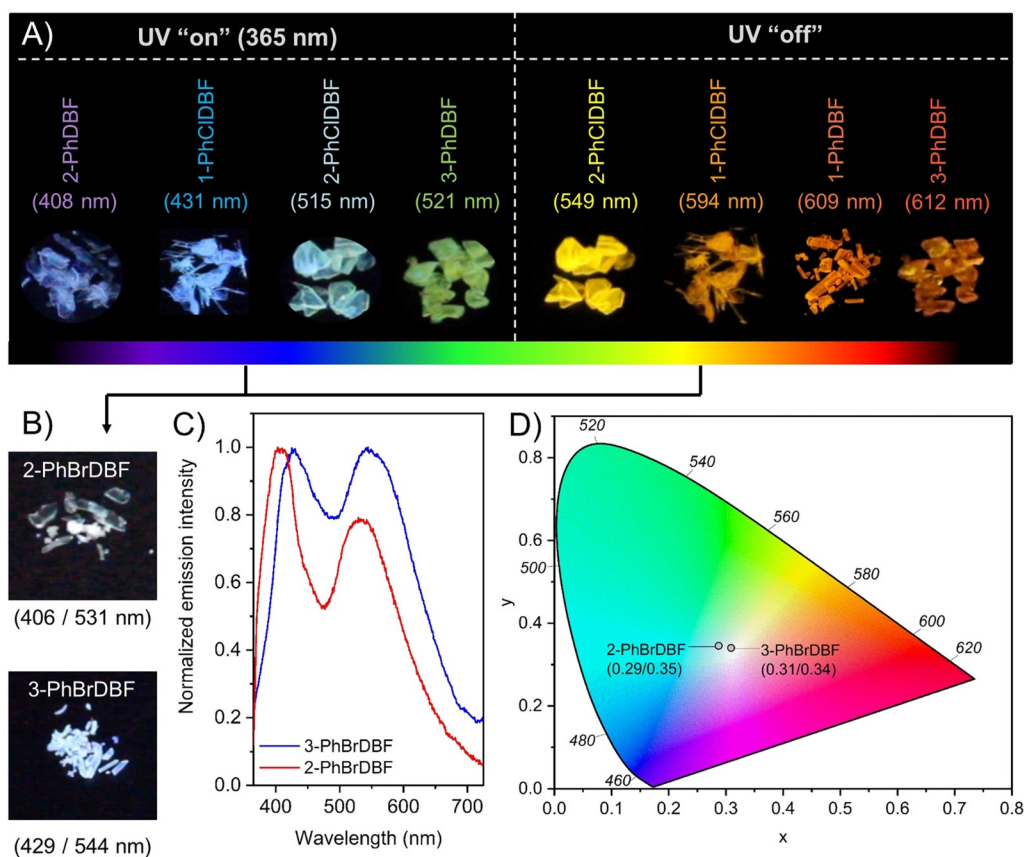 A)
UV “on” (365 nm)
UV “off”
2-PhDBF
(408 nm)
1-PhClDBF
(431 nm)
2-PhClDBF
(515 nm)
3-PhDBF
(521 nm)
2-PhClDBF
(549 nm)
1-PhClDBF
(594 nm)
1-PhDBF
(609 nm)
3-PhDBF
(612 nm)
B)
2-PhBrDBF
(406 / 531 nm)
3-PhBrDBF
(429 / 544 nm)
C)
Normalized emission intensity
1.0
0.8
0.6
0.4
0.2
0.0
3-PhBrDBF
2-PhBrDBF
400 500 600 700
Wavelength (nm)
D)
y
0.8
0.6
0.4
0.2
0.0
520
540
560
580
600
620
500
480
460
2-PhBrDBF
(0.29/0.35)
3-PhBrDBF
(0.31/0.34)
0.0 0.1 0.2 0.3 0.4 0.5 0.6 0.7 0.8
x